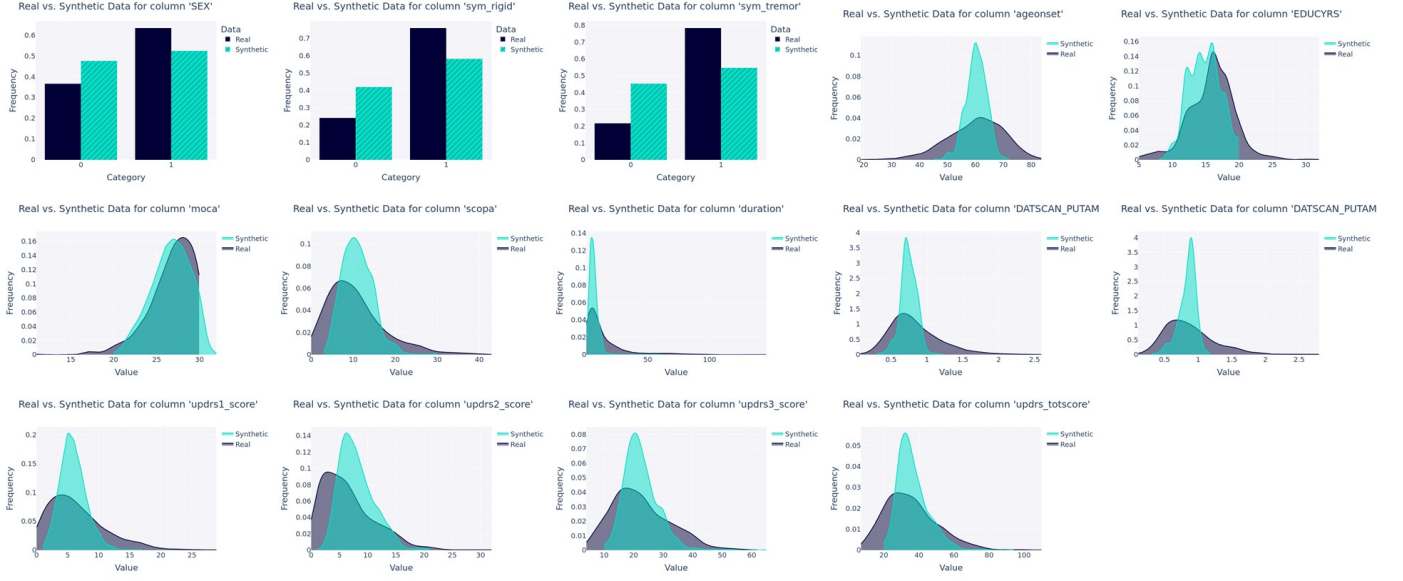 Real vs. Synthetic Data for column 'SEX'
Data
Real
Synthetic
Frequency
0.6
0.5
0.4
0.3
0.2
0.1
0
0 1
Category
Real vs. Synthetic Data for column 'sym_rigid'
Data
Real
Synthetic
Frequency
0.7
0.6
0.5
0.4
0.3
0.2
0.1
0
0 1
Category
Real vs. Synthetic Data for column 'sym_tremor'
Data
Real
Synthetic
Frequency
0.8
0.7
0.6
0.5
0.4
0.3
0.2
0.1
0
0 1
Category
Real vs. Synthetic Data for column 'ageonset'
Synthetic
Real
Frequency
0.1
0.08
0.06
0.04
0.02
0
20 30 40 50 60 70 80
Value
Real vs. Synthetic Data for column 'EDUCYRS'
Synthetic
Real
Frequency
0.16
0.14
0.12
0.1
0.08
0.06
0.04
0.02
0
5 10 15 20 25 30
Value
Real vs. Synthetic Data for column 'moca'
Synthetic
Real
Frequency
0.16
0.14
0.12
0.1
0.08
0.06
0.04
0.02
0
15 20 25 30
Value
Real vs. Synthetic Data for column 'scopa'
Synthetic
Real
Frequency
0.1
0.08
0.06
0.04
0.02
0
0 10 20 30 40
Value
Real vs. Synthetic Data for column 'duration'
Synthetic
Real
Frequency
0.14
0.12
0.1
0.08
0.06
0.04
0.02
0
50 100
Value
Real vs. Synthetic Data for column 'DATSCAN_PUTAM
Synthetic
Real
Frequency
4
3.5
3
2.5
2
1.5
1
0.5
0
0.5 1 1.5 2 2.5
Value
Real vs. Synthetic Data for column 'DATSCAN_PUTAM
Synthetic
Real
Frequency
4
3.5
3
2.5
2
1.5
1
0.5
0
0.5 1 1.5 2 2.5
Value
Real vs. Synthetic Data for column 'updrs1_score'
Synthetic
Real
Frequency
0.2
0.15
0.1
0.05
0
0 5 10 15 20 25
Value
Real vs. Synthetic Data for column 'updrs2_score'
Synthetic
Real
Frequency
0.14
0.12
0.1
0.08
0.06
0.04
0.02
0
0 5 10 15 20 25 30
Value
Real vs. Synthetic Data for column 'updrs3_score'
Synthetic
Real
Frequency
0.08
0.07
0.06
0.05
0.04
0.03
0.02
0.01
0
10 20 30 40 50 60
Value
Real vs. Synthetic Data for column 'updrs_totscore'
Synthetic
Real
Frequency
0.05
0.04
0.03
0.02
0.01
0
20 40 60 80 100
Value